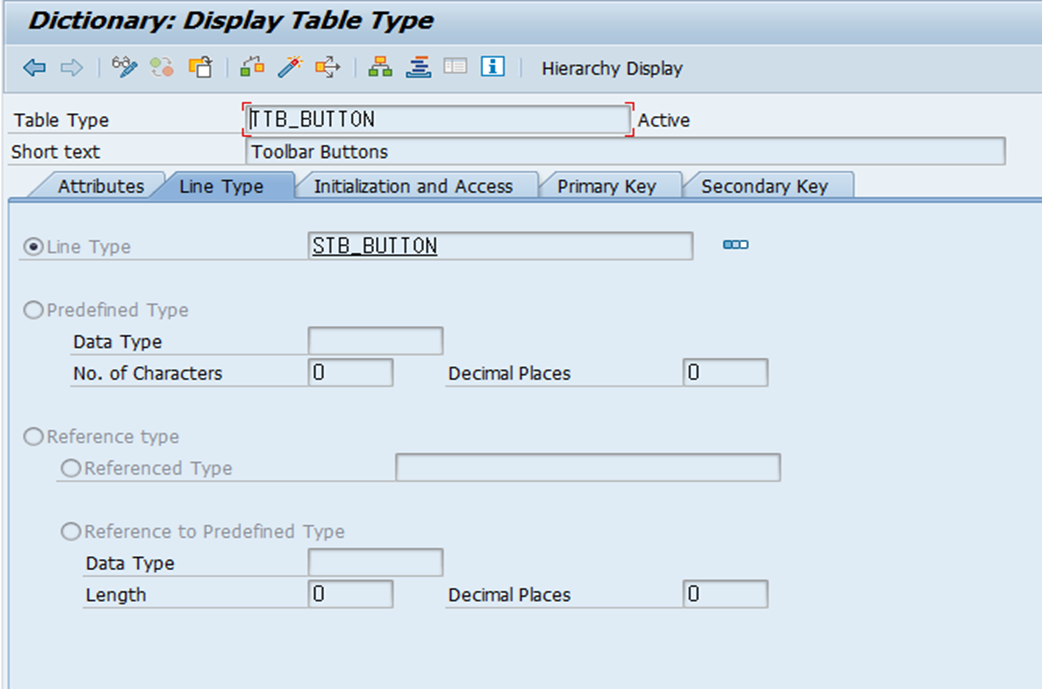 Dictionary: Display Table Type
Hierarchy Display
Table Type TTB_BUTTON Active
Short text Toolbar Buttons
Attributes Line Type Initialization and Access Primary Key Secondary Key
Line Type STB_BUTTON
Predefined Type
Data Type
No. of Characters 0 Decimal Places 0
Reference type
Referenced Type
Reference to Predefined Type
Data Type
Length 0 Decimal Places 0